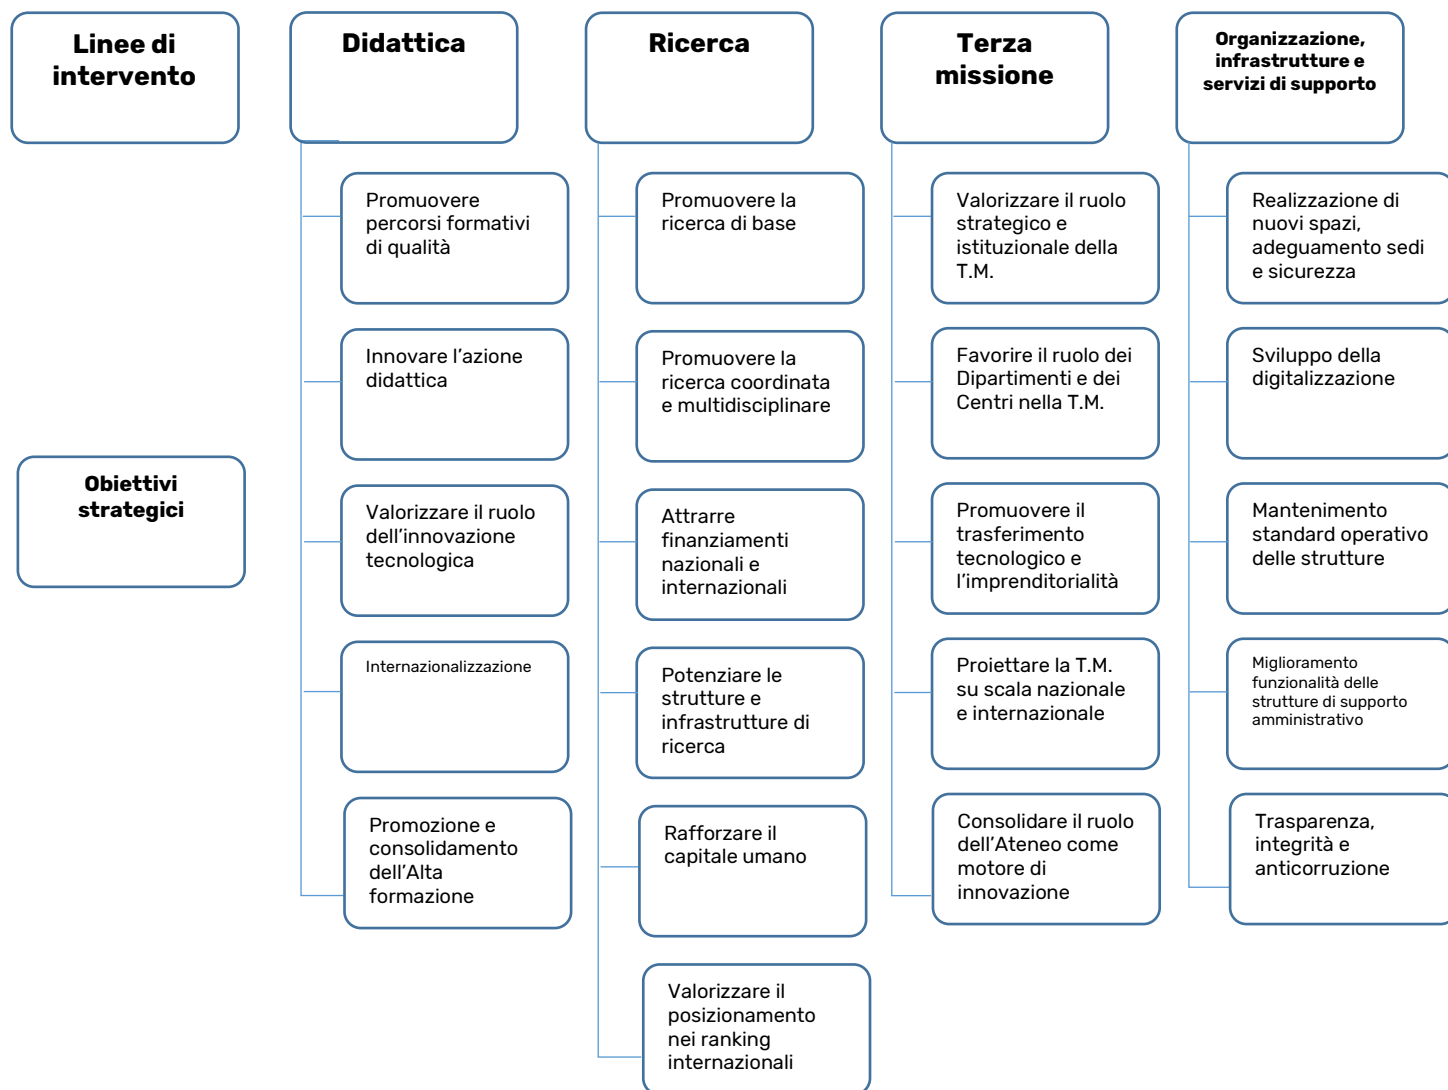 Linee di
intervento
Didattica
Ricerca
Terza
missione
Organizzazione,
infrastrutture e
servizi di supporto
Obiettivi
strategici
Promuovere
percorsi formativi
di qualità
Innovare l’azione
didattica
Valorizzare il ruolo
dell’innovazione
tecnologica
Internazionalizzazione
Promozione e
consolidamento
dell’Alta
formazione
Promuovere la
ricerca di base
Promuovere la
ricerca coordinata
e multidisciplinare
Attrarre
finanziamenti
nazionali e
internazionali
Potenziare le
strutture e
infrastrutture di
ricerca
Rafforzare il
capitale umano
Valorizzare il
posizionamento
nei ranking
internazionali
Valorizzare il ruolo
strategico e
istituzionale della
T.M.
Favorire il ruolo dei
Dipartimenti e dei
Centri nella T.M.
Promuovere il
trasferimento
tecnologico e
l’imprenditorialità
Proiettare la T.M.
su scala nazionale
e internazionale
Consolidare il ruolo
dell’Ateneo come
motore di
innovazione
Realizzazione di
nuovi spazi,
adeguamento sedi
e sicurezza
Sviluppo della
digitalizzazione
Mantenimento
standard operativo
delle strutture
Miglioramento
funzionalità delle
strutture di supporto
amministrativo
Trasparenza,
integrità e
anticorruzione